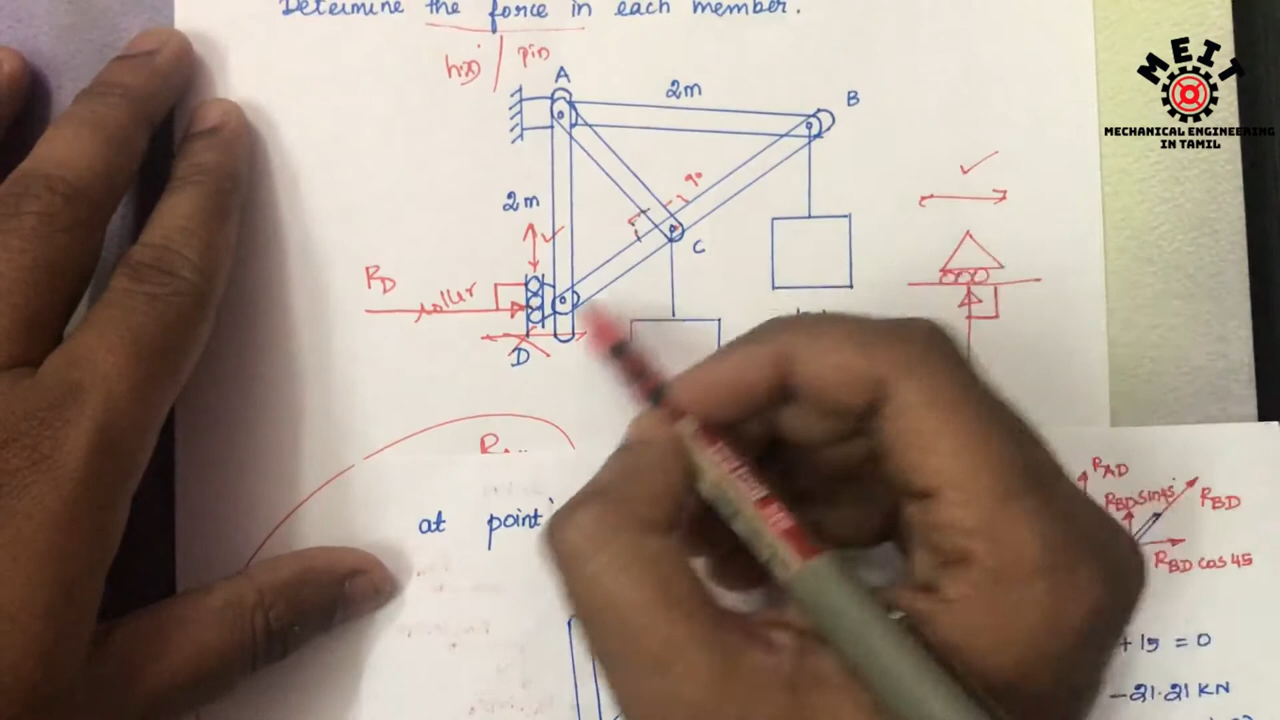 Determine the force in each member.
pin
A
2m
B
MEIT
MECHANICAL ENGINEERING
IN TAMIL
90
2m
C
RD
roller
D
RAD
RBD sin45
RBD
RBD cos 45
at point
+ 15 = 0
-21.21 KN